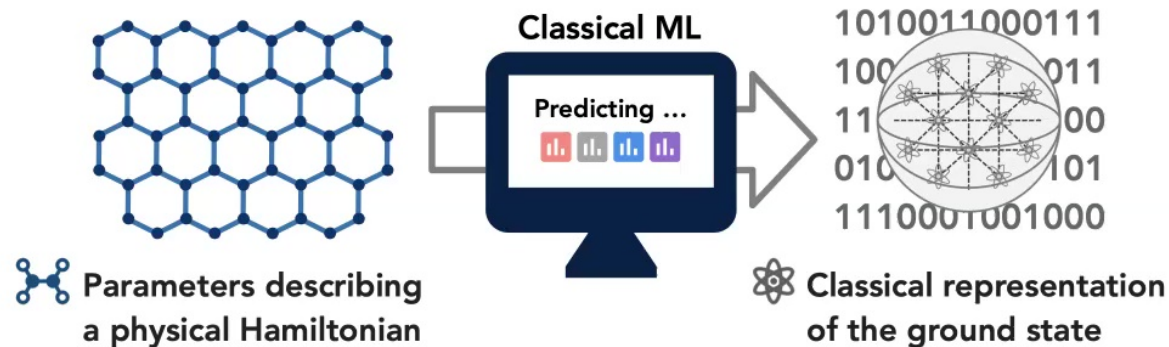 Classical ML
Predicting ...
1010011000111
100 011
11 00
010 101
1110001001000
Parameters describing
a physical Hamiltonian
Classical representation
of the ground state